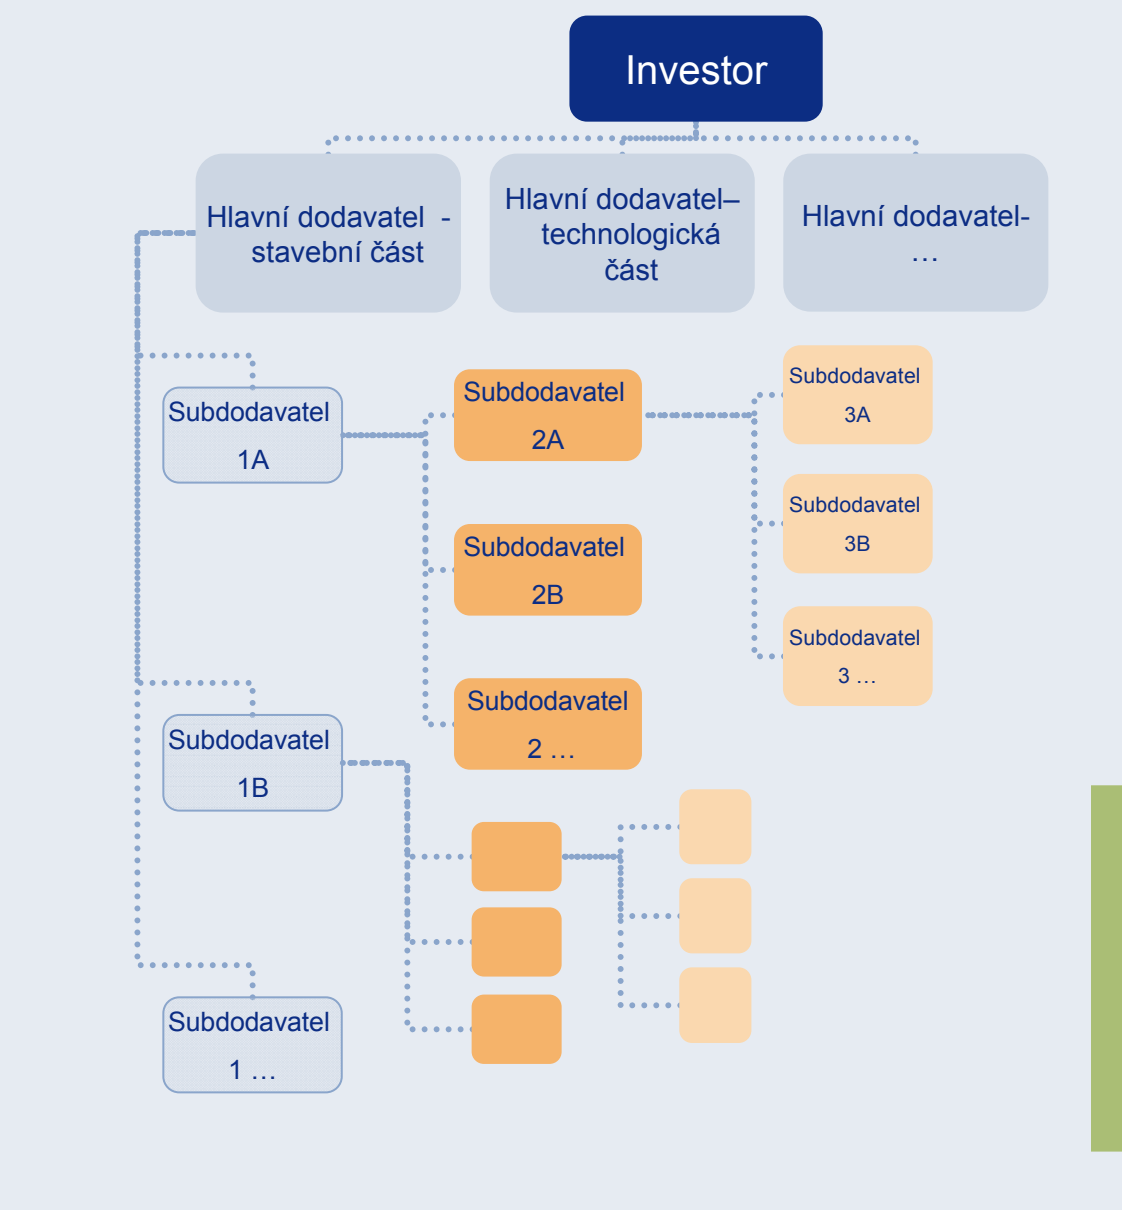 Investor
Hlavní dodavatel -
stavební část
Hlavní dodavatel–
technologická
část
Hlavní dodavatel-
…
Subdodavatel
1A
Subdodavatel
2A
Subdodavatel
3A
Subdodavatel
3B
Subdodavatel
2B
Subdodavatel
3 …
Subdodavatel
2 …
Subdodavatel
1B
Subdodavatel
1 …